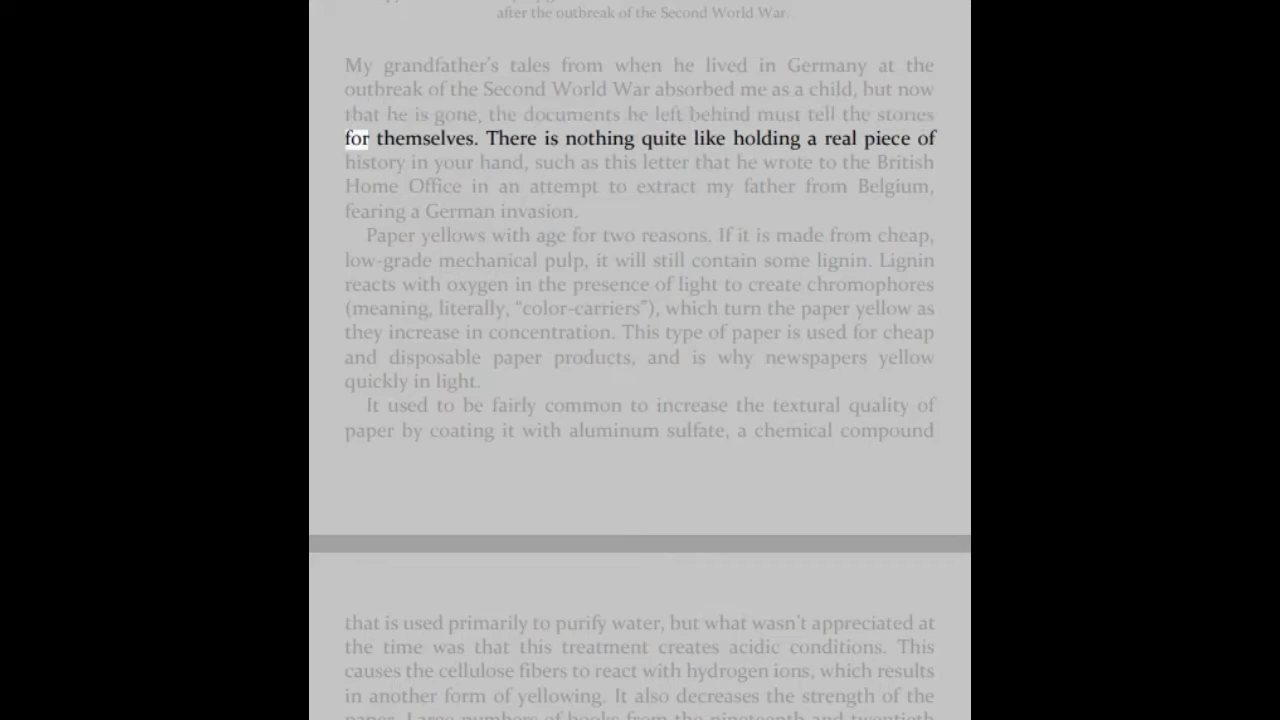 after the outbreak of the Second World War.
My grandfather's tales from when he lived in Germany at the
outbreak of the Second World War absorbed me as a child, but now
that he is gone, the documents he left behind must tell the stories
for themselves. There is nothing quite like holding a real piece of
history in your hand, such as this letter that he wrote to the British
Home Office in an attempt to extract my father from Belgium,
fearing a German invasion.
Paper yellows with age for two reasons. If it is made from cheap,
low-grade mechanical pulp, it will still contain some lignin. Lignin
reacts with oxygen in the presence of light to create chromophores
(meaning, literally, “color-carriers”), which turn the paper yellow as
they increase in concentration. This type of paper is used for cheap
and disposable paper products, and is why newspapers yellow
quickly in light.
It used to be fairly common to increase the textural quality of
paper by coating it with aluminum sulfate, a chemical compound
that is used primarily to purify water, but what wasn't appreciated at
the time was that this treatment creates acidic conditions. This
causes the cellulose fibers to react with hydrogen ions, which results
in another form of yellowing. It also decreases the strength of the
paper. Large numbers of books from the nineteenth and twentieth